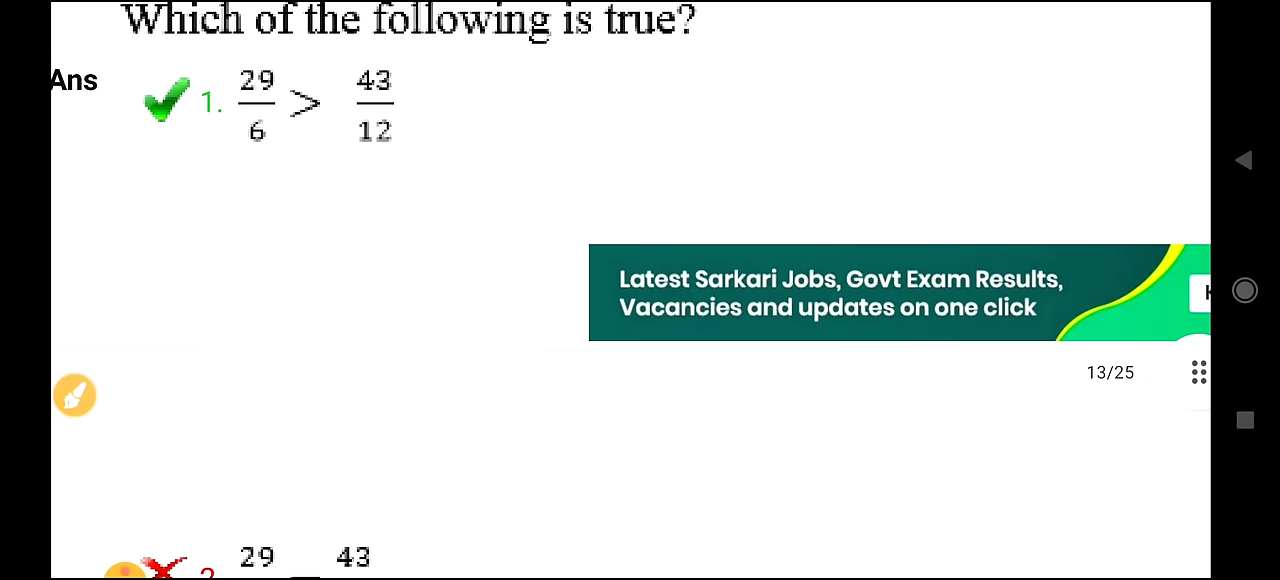 Which of the following is true?
Ans 1. 29/6 > 43/12
Latest Sarkari Jobs, Govt Exam Results,
Vacancies and updates on one click
13/25
2. 29 43